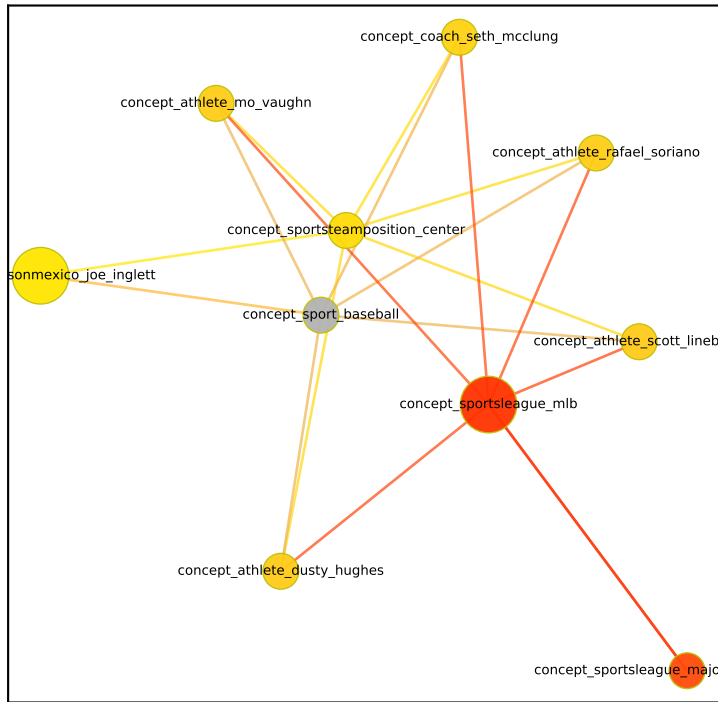 concept_coach_seth_mcclung
concept_athlete_mo_vaughn
concept_athlete_rafael_soriano
concept_sportsteamposition_center
sonmexico_joe_inglett
concept_sport_baseball
concept_athlete_scott_lineb
concept_sportsleague_mlb
concept_athlete_dusty_hughes
concept_sportsleague_majo